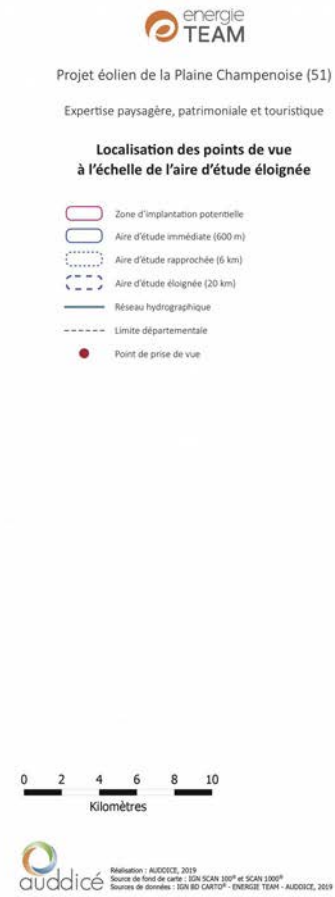 energie
TEAM
Projet éolien de la Plaine Champenoise (51)
Expertise paysagère, patrimoniale et touristique
Localisation des points de vue
à l'échelle de l'aire d'étude éloignée
Zone d'implantation potentielle
Aire d'étude immédiate (600 m)
Aire d'étude rapprochée (6 km)
Aire d'étude éloignée (20 km)
Réseau hydrographique
Limite départementale
Point de prise de vue
0 2 4 6 8 10
Kilomètres
auddicé
Réalisation : AUDDICE, 2019
Source de fond de carte : IGN SCAN 100® et SCAN 1000®
Sources de données : IGN BD CARTO® - ENERGIE TEAM - AUDDICE, 2019